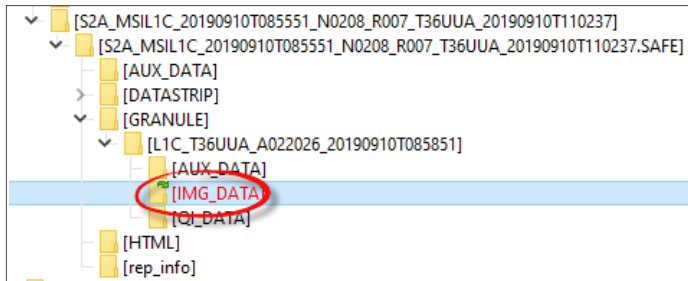 [S2A_MSIL1C_20190910T085551_N0208_R007_T36UUA_20190910T110237]
[S2A_MSIL1C_20190910T085551_N0208_R007_T36UUA_20190910T110237.SAFE]
[AUX_DATA]
[DATASTRIP]
[GRANULE]
[L1C_T36UUA_A022026_20190910T085851]
[AUX_DATA]
[IMG_DATA]
[QI_DATA]
[HTML]
[rep_info]